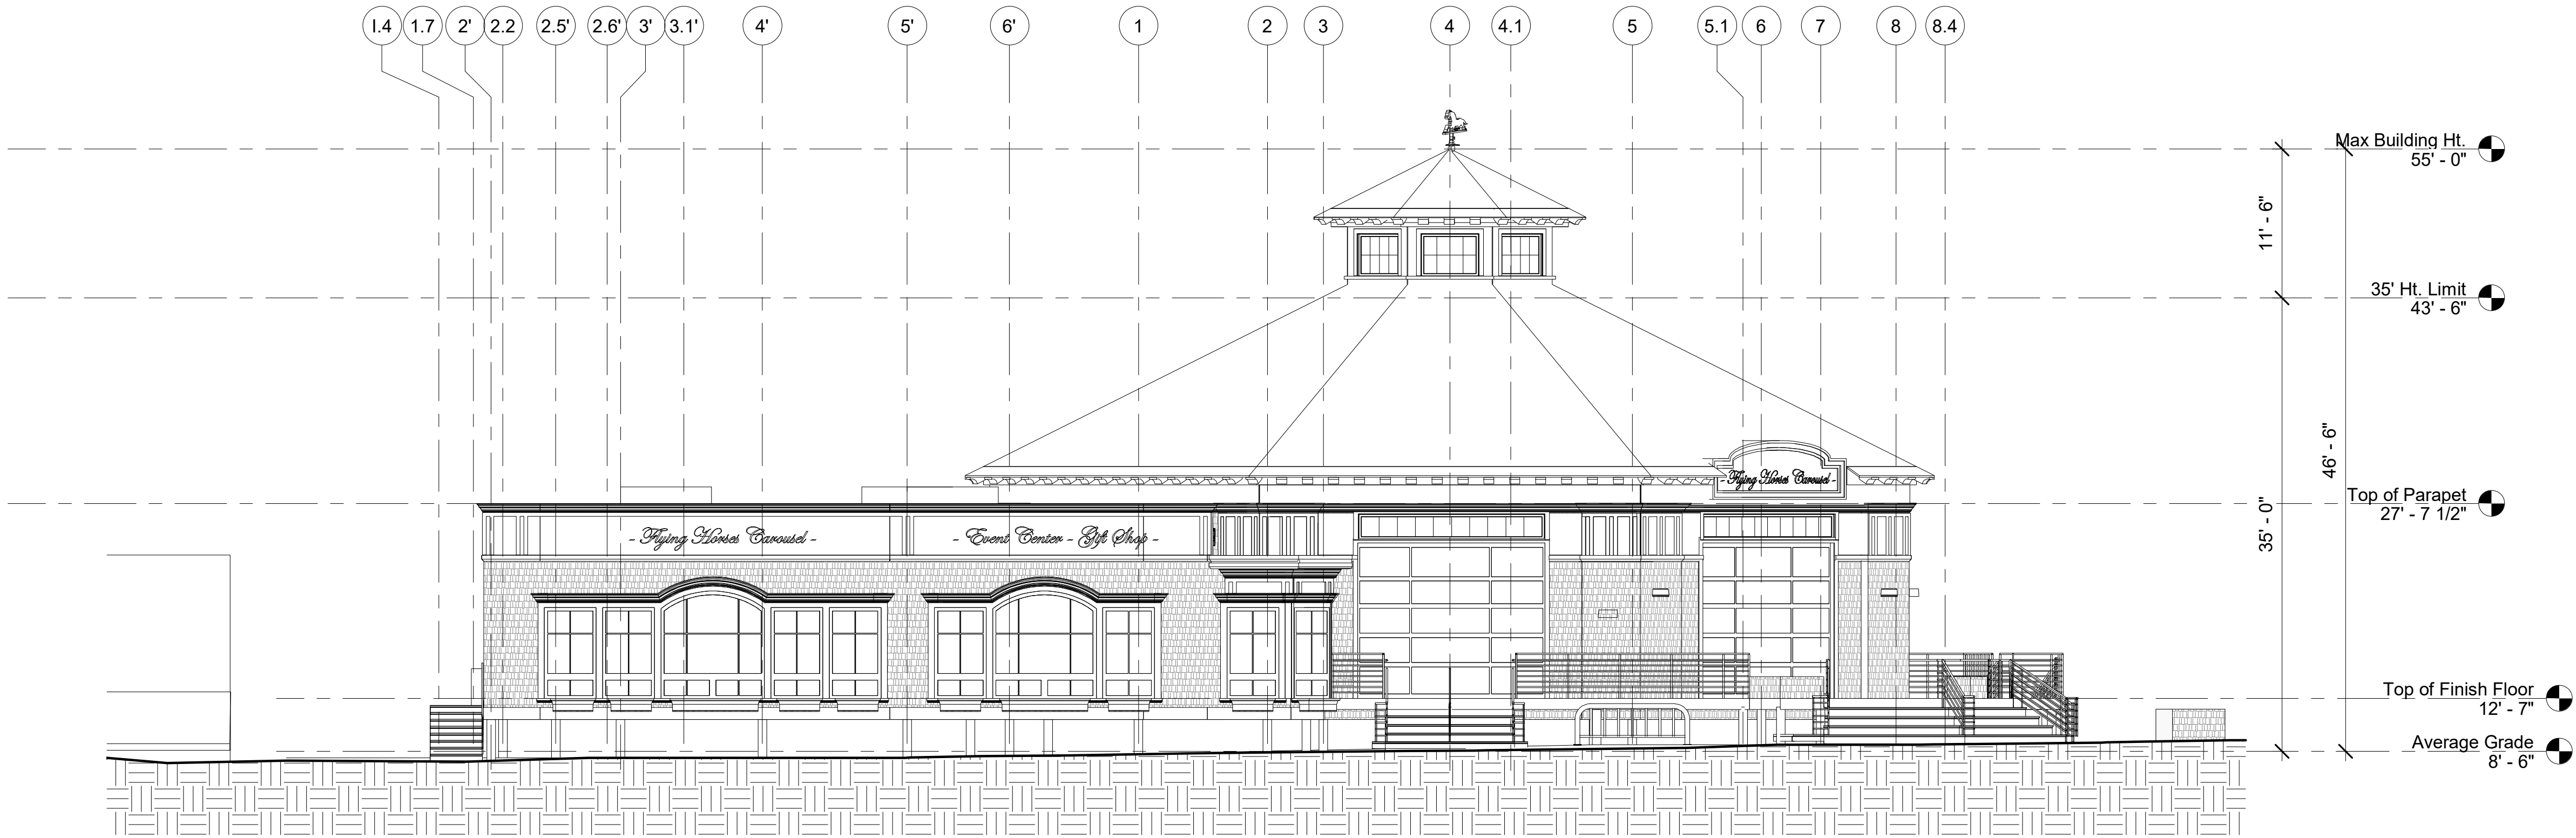 I.4 1.7 2' 2.2 2.5' 2.6' 3' 3.1' 4' 5' 6' 1 2 3 4 4.1 5 5.1 6 7 8 8.4
Max Building Ht.
55' - 0"
11' - 6"
35' Ht. Limit
43' - 6"
46' - 6"
- Flying Horses Carousel -
Top of Parapet
27' - 7 1/2"
35' - 0"
- Flying Horses Carousel -
- Event Center - Gift Shop -
Top of Finish Floor
12' - 7"
Average Grade
8' - 6"